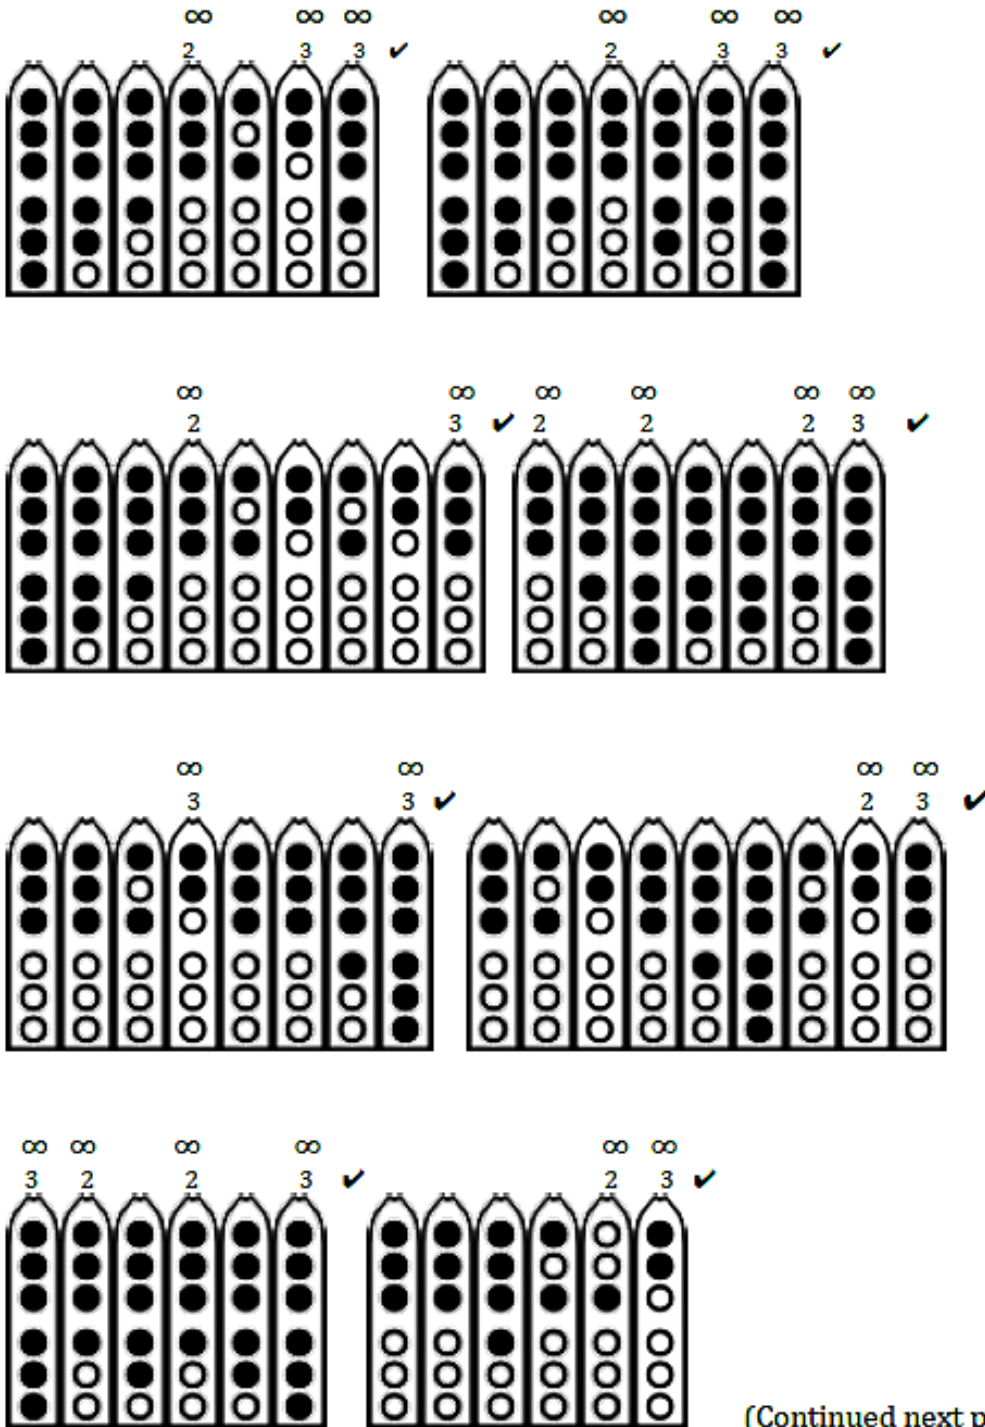 ∞ ∞ ∞ ∞ ∞ ∞
2 3 3 ✔ 2 3 3 ✔
∞ ∞ ∞ ∞ ∞ ∞
2 3 ✔ 2 2 2 3 ✔
∞ ∞ ∞ ∞
3 3 ✔ 2 3 ✔
∞ ∞ ∞ ∞ ∞ ∞
3 2 2 3 ✔ 2 3 ✔
(Continued next p